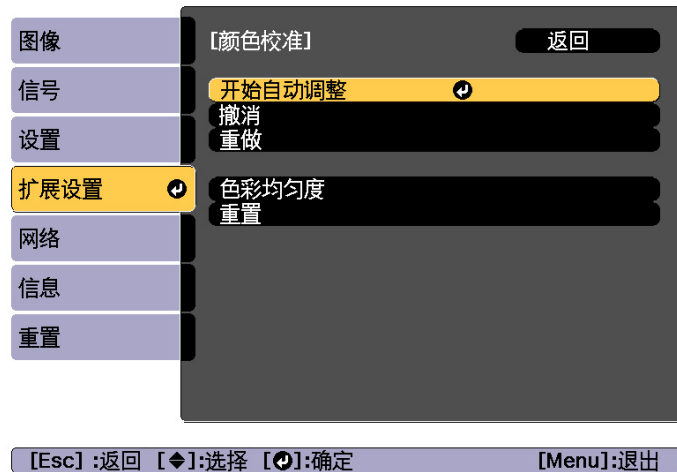 图像
信号
设置
扩展设置
网络
信息
重置
[颜色校准]
返回
开始自动调整
撤消
重做
色彩均匀度
重置
[Esc] :返回 [◆]:选择 [↵]:确定 [Menu]:退出